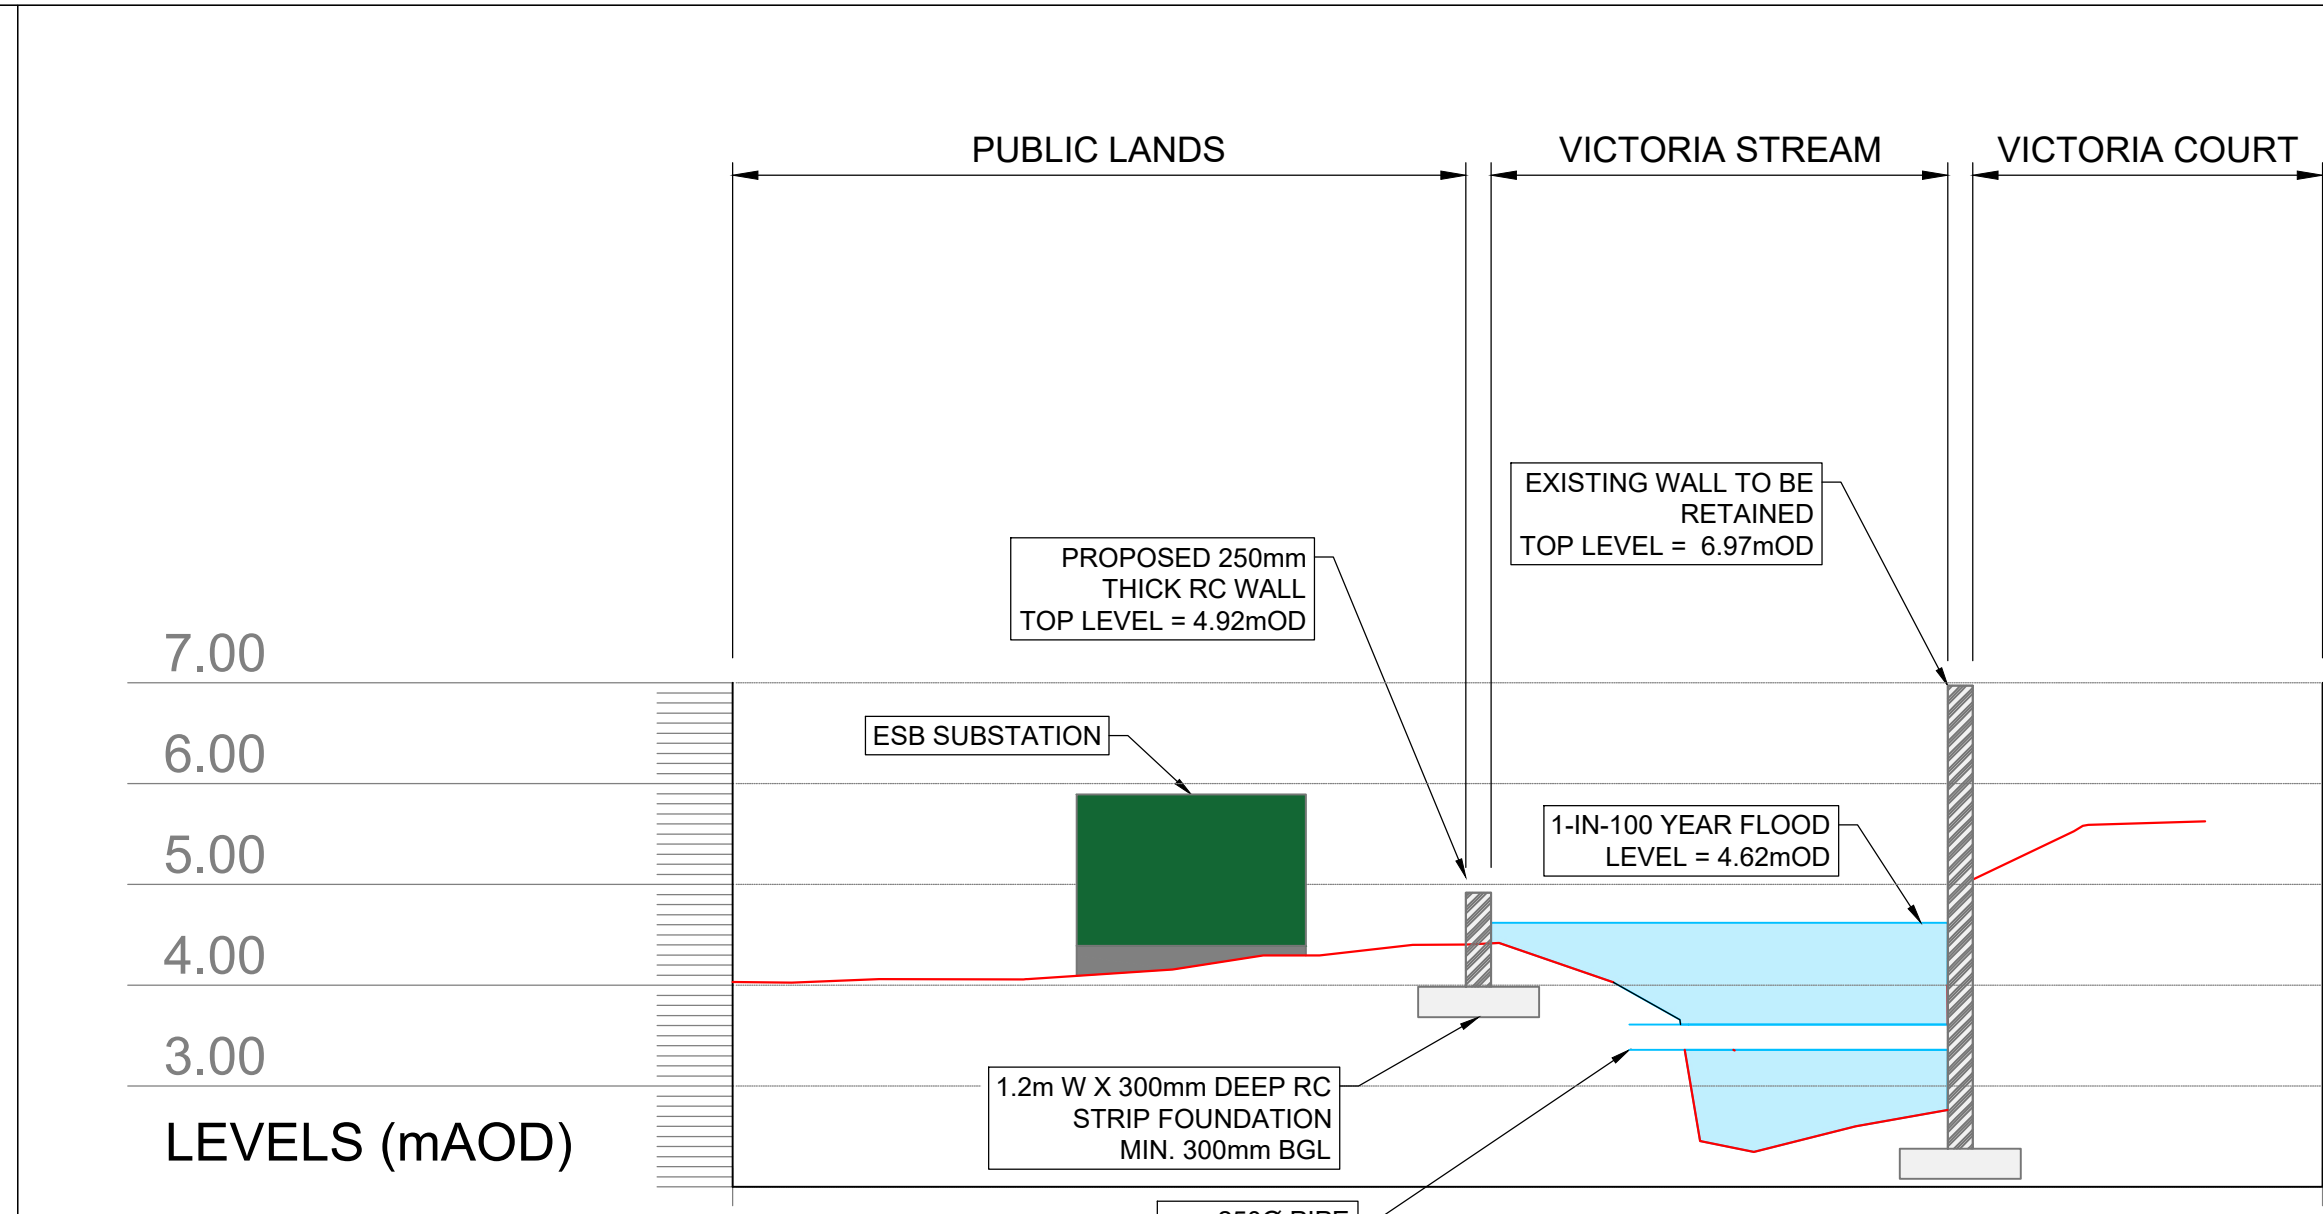 PUBLIC LANDS
VICTORIA STREAM
VICTORIA COURT
EXISTING WALL TO BE
RETAINED
TOP LEVEL = 6.97mOD
PROPOSED 250mm
THICK RC WALL
TOP LEVEL = 4.92mOD
7.00
ESB SUBSTATION
6.00
1-IN-100 YEAR FLOOD
LEVEL = 4.62mOD
5.00
4.00
3.00
1.2m W X 300mm DEEP RC
STRIP FOUNDATION
MIN. 300mm BGL
LEVELS (mAOD)
PIPE